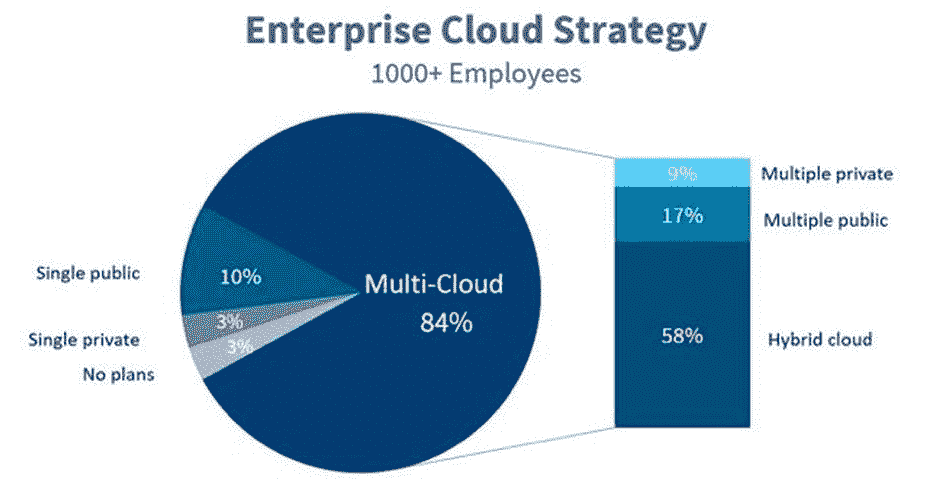 Enterprise Cloud Strategy
1000+ Employees
9%
Multiple private
17%
Multiple public
Single public
10%
Multi-Cloud
84%
3%
Single private
58%
Hybrid cloud
3%
No plans